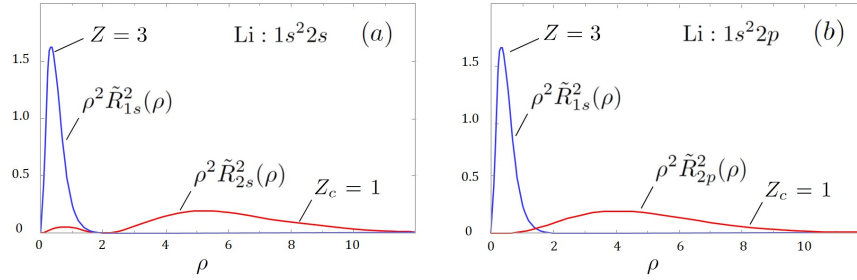 Z = 3
Li : 1s²2s (a)
ρ²R̃²₁ₛ(ρ)
ρ²R̃²₂ₛ(ρ)
Z_c = 1
1.5
1.0
0.5
0
0 2 4 6 8 10
ρ
Z = 3
Li : 1s²2p (b)
ρ²R̃²₁ₛ(ρ)
ρ²R̃²₂ₚ(ρ)
Z_c = 1
1.5
1.0
0.5
0
0 2 4 6 8 10
ρ